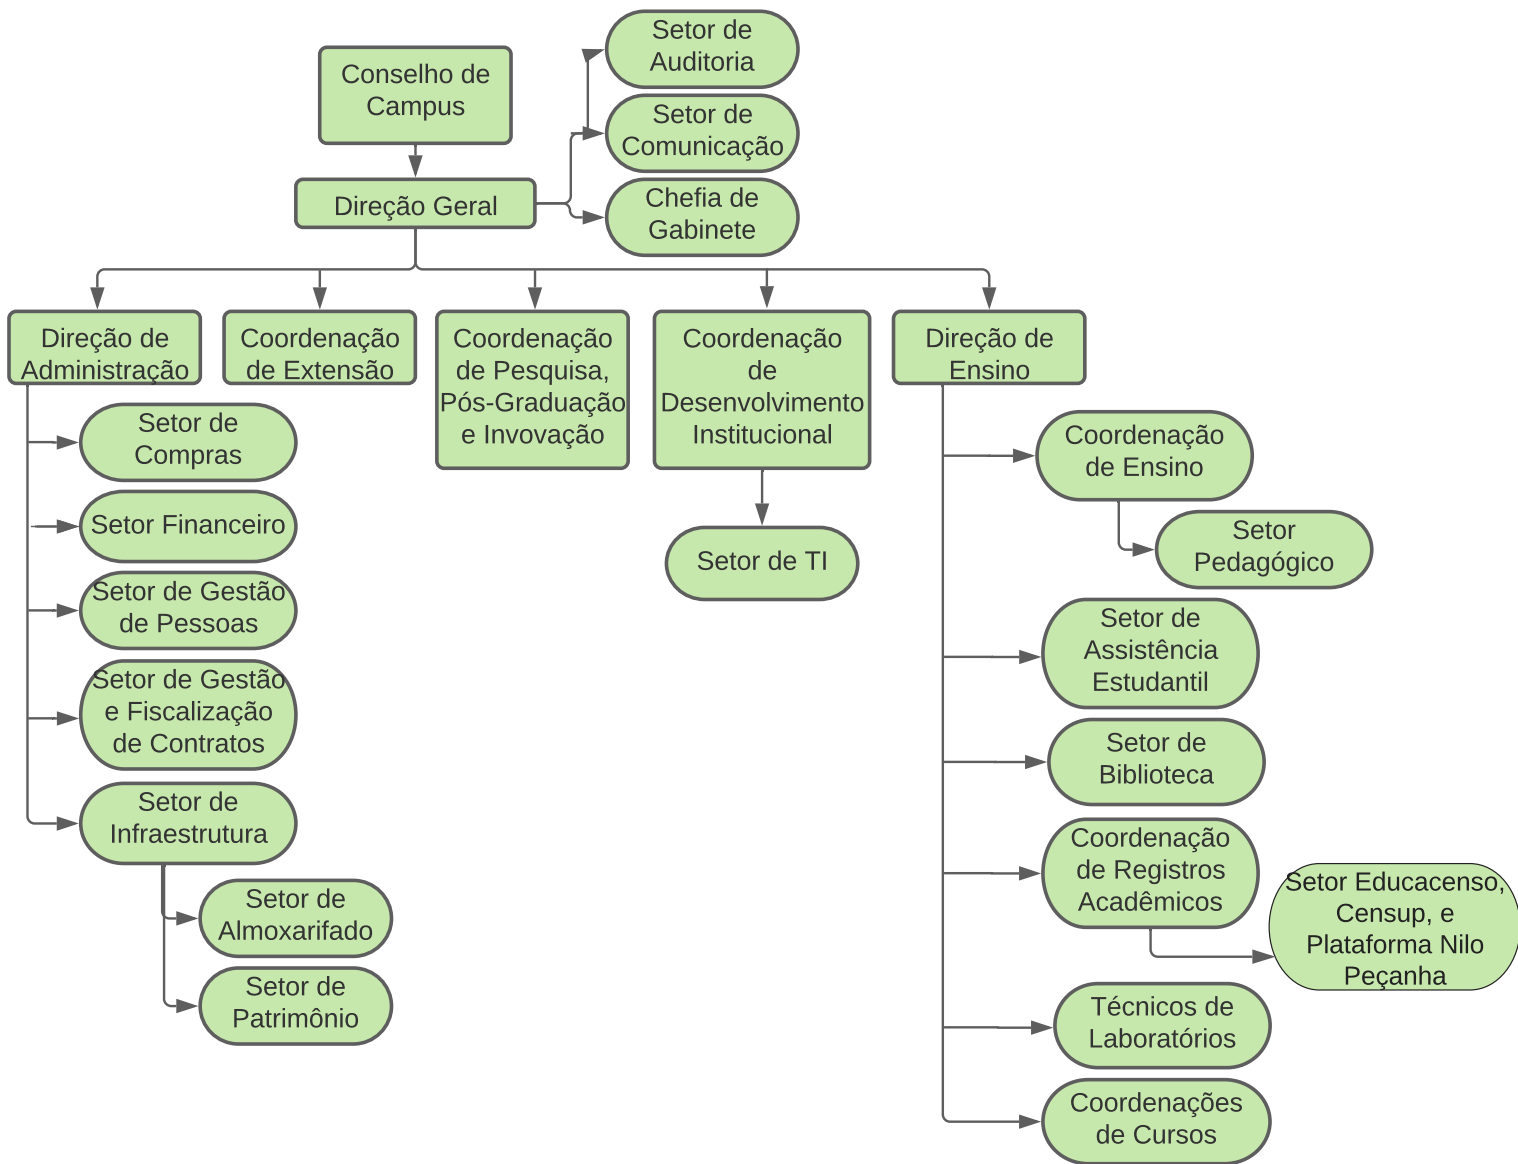 Conselho de
Campus
Setor de
Auditoria
Setor de
Comunicação
Direção Geral
Chefia de
Gabinete
Direção de
Administração
Coordenação
de Extensão
Coordenação
de Pesquisa,
Pós-Graduação
e Invovação
Coordenação
de
Desenvolvimento
Institucional
Direção de
Ensino
Setor de
Compras
Setor Financeiro
Setor de Gestão
de Pessoas
Setor de Gestão
e Fiscalização
de Contratos
Setor de
Infraestrutura
Setor de
Almoxarifado
Setor de
Patrimônio
Setor de TI
Coordenação
de Ensino
Setor
Pedagógico
Setor de
Assistência
Estudantil
Setor de
Biblioteca
Coordenação
de Registros
Acadêmicos
Setor Educacenso,
Censup, e
Plataforma Nilo
Peçanha
Técnicos de
Laboratórios
Coordenações
de Cursos